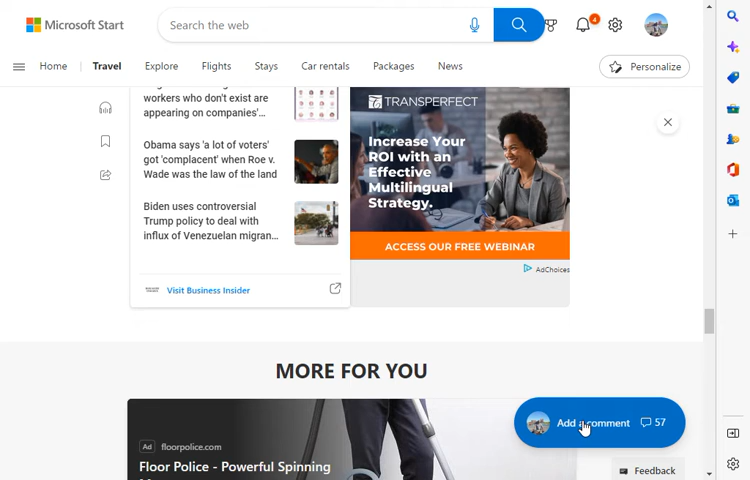 Microsoft Start
Search the web
4
Home
Travel
Explore
Flights
Stays
Car rentals
Packages
News
Personalize
workers who don't exist are
appearing on companies'...
Obama says 'a lot of voters'
got 'complacent' when Roe v.
Wade was the law of the land
Biden uses controversial
Trump policy to deal with
influx of Venezuelan migran...
Visit Business Insider
TRANSPERFECT
Increase Your
ROI with an
Effective
Multilingual
Strategy.
ACCESS OUR FREE WEBINAR
AdChoices
MORE FOR YOU
Add a comment
57
Ad floorpolice.com
Floor Police - Powerful Spinning
Feedback